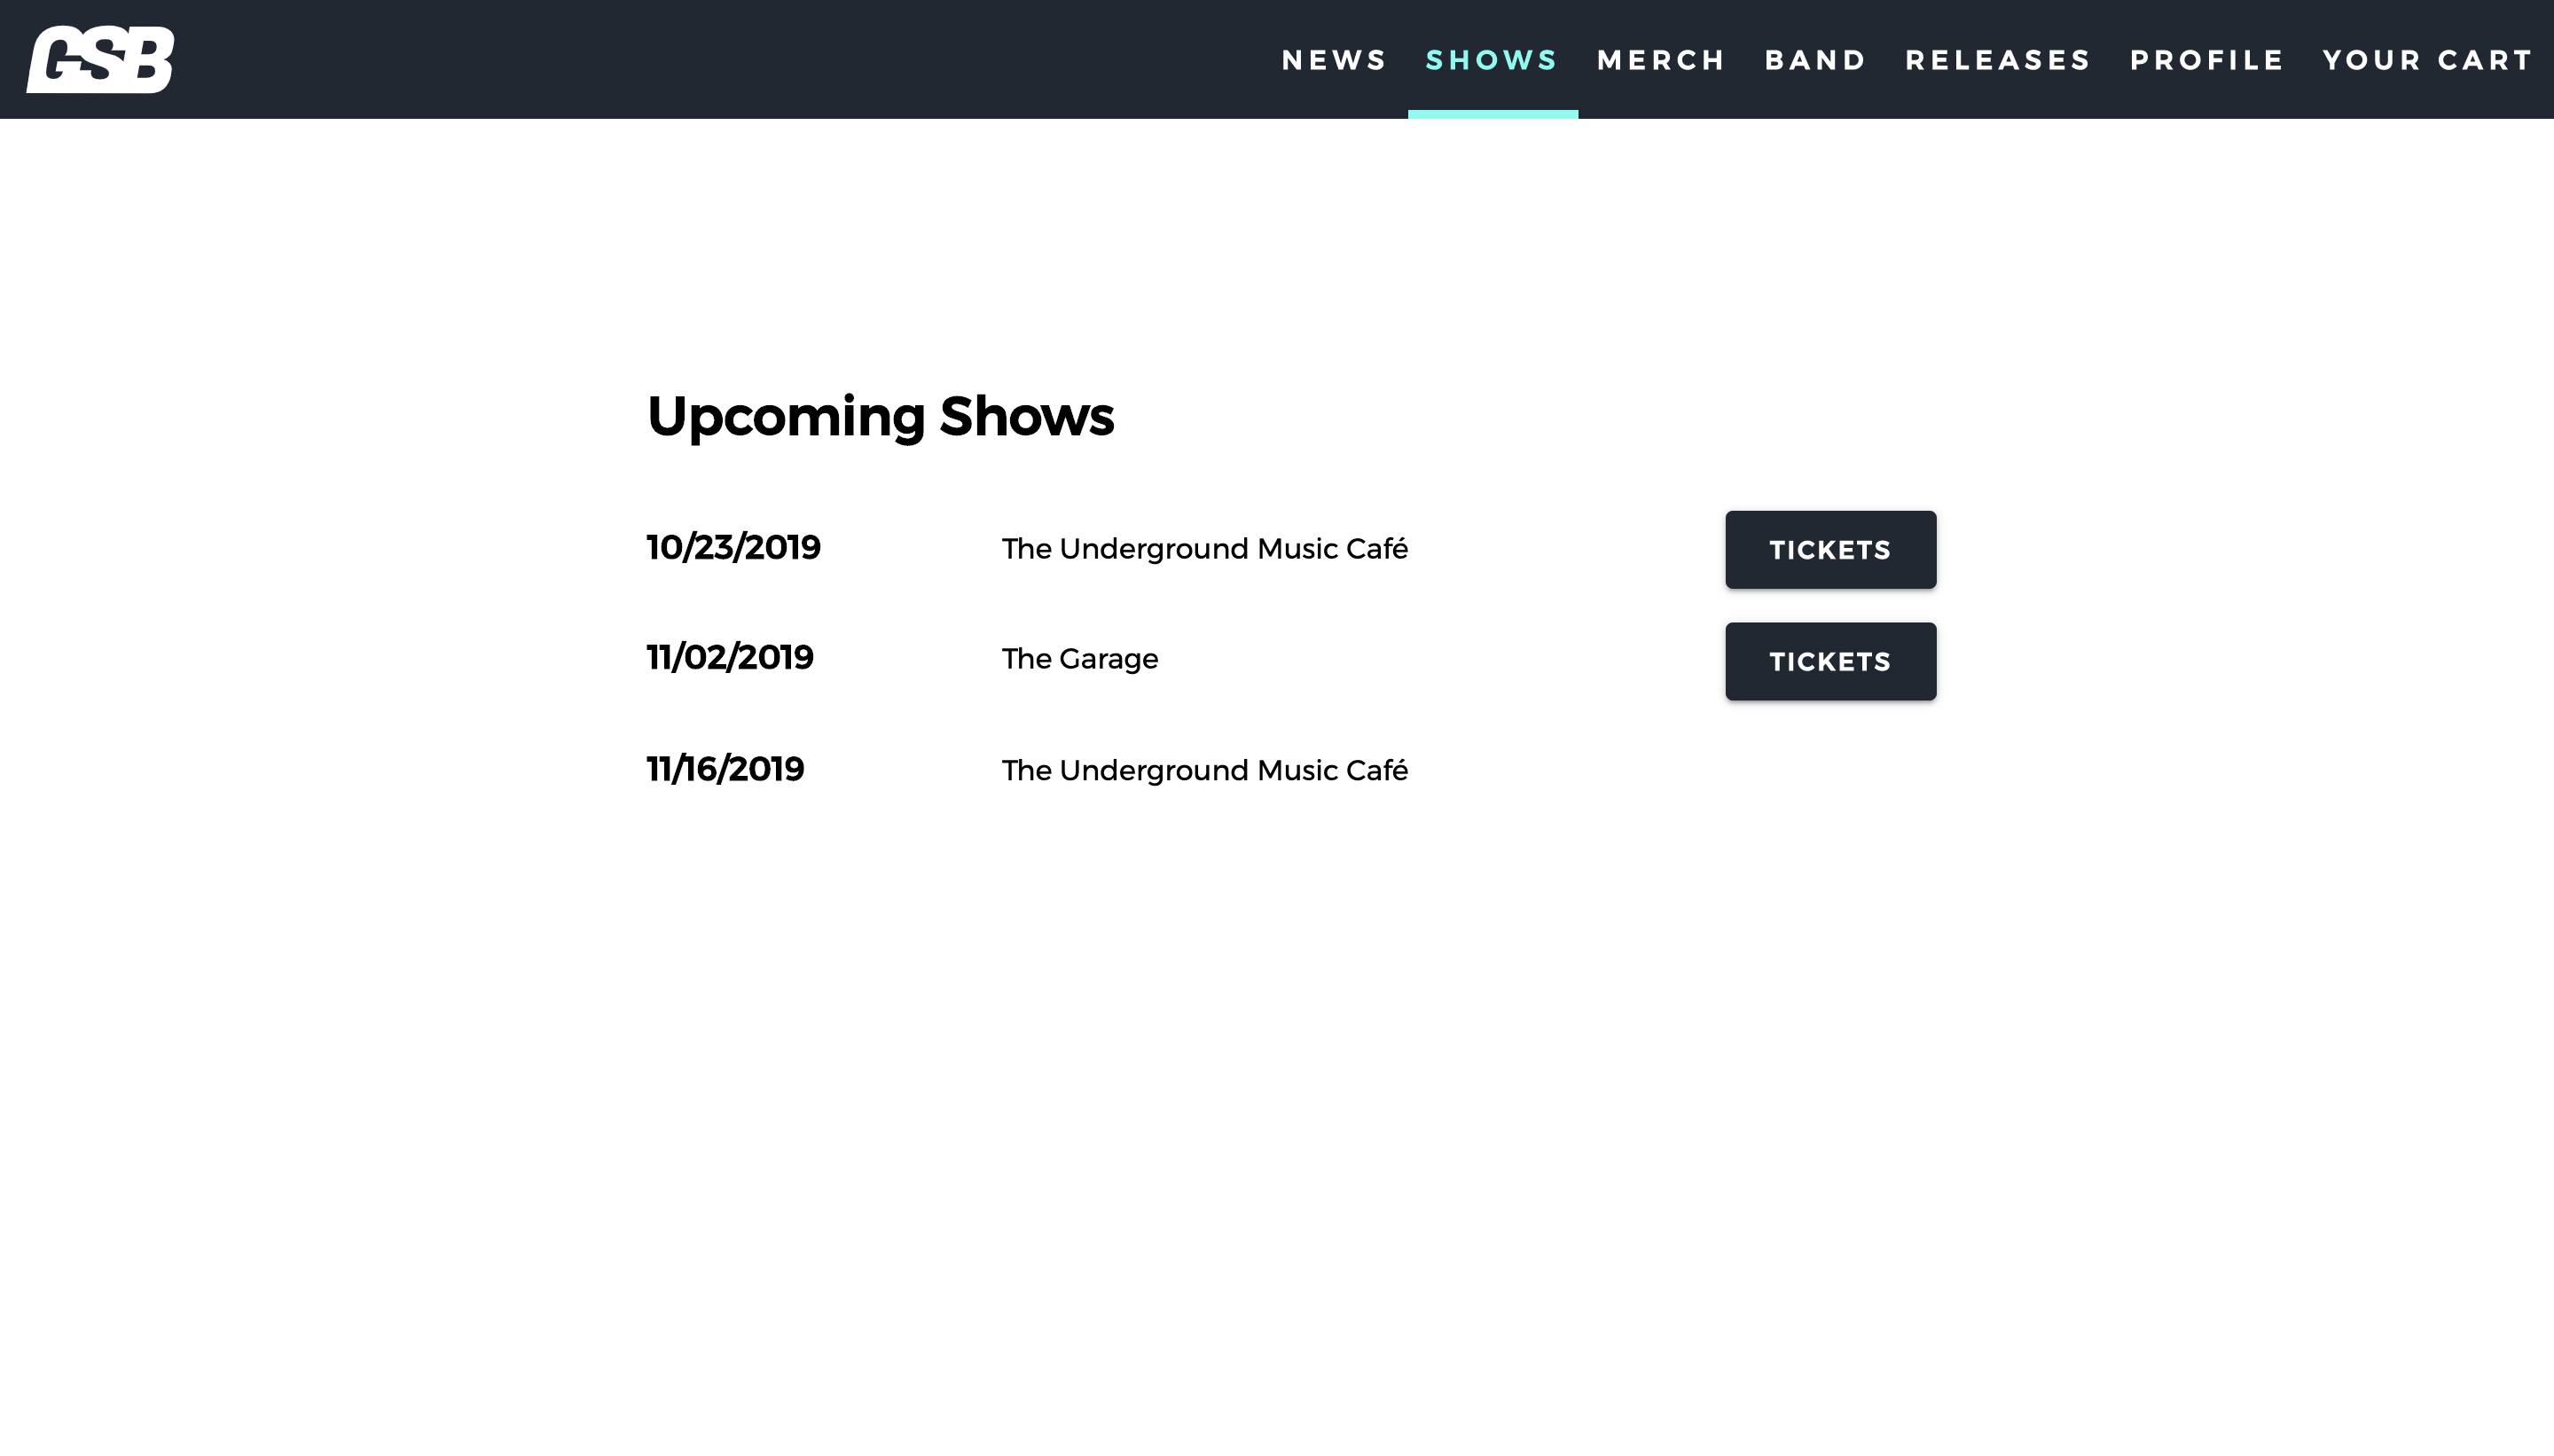 GSB
NEWS SHOWS MERCH BAND RELEASES PROFILE YOUR CART
Upcoming Shows
10/23/2019 The Underground Music Café TICKETS
11/02/2019 The Garage TICKETS
11/16/2019 The Underground Music Café